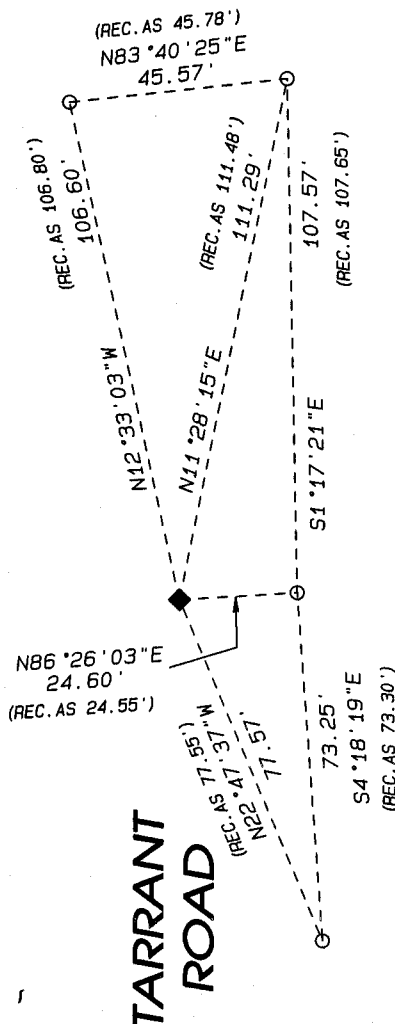 (REC. AS 45.78')
N83°40'25"E
45.57'
(REC. AS 106.80')
106.60'
N12°33'03"W
(REC. AS 111.48')
111.29'
N11°28'15"E
107.57'
(REC. AS 107.65')
S1°17'21"E
N86°26'03"E
24.60'
(REC. AS 24.55')
(REC. AS 77.55')
N22°47'37"W
77.57'
73.25'
S4°18'19"E
(REC. AS 73.30')
TARRANT
ROAD